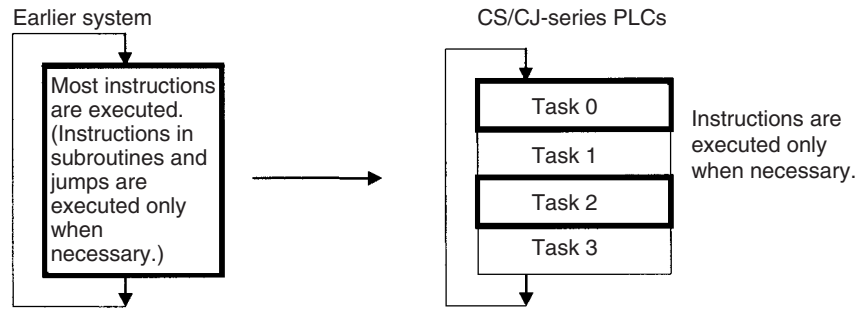 Earlier system
Most instructions
are executed.
(Instructions in
subroutines and
jumps are
executed only
when
necessary.)
CS/CJ-series PLCs
Task 0
Task 1
Task 2
Task 3
Instructions are
executed only
when necessary.